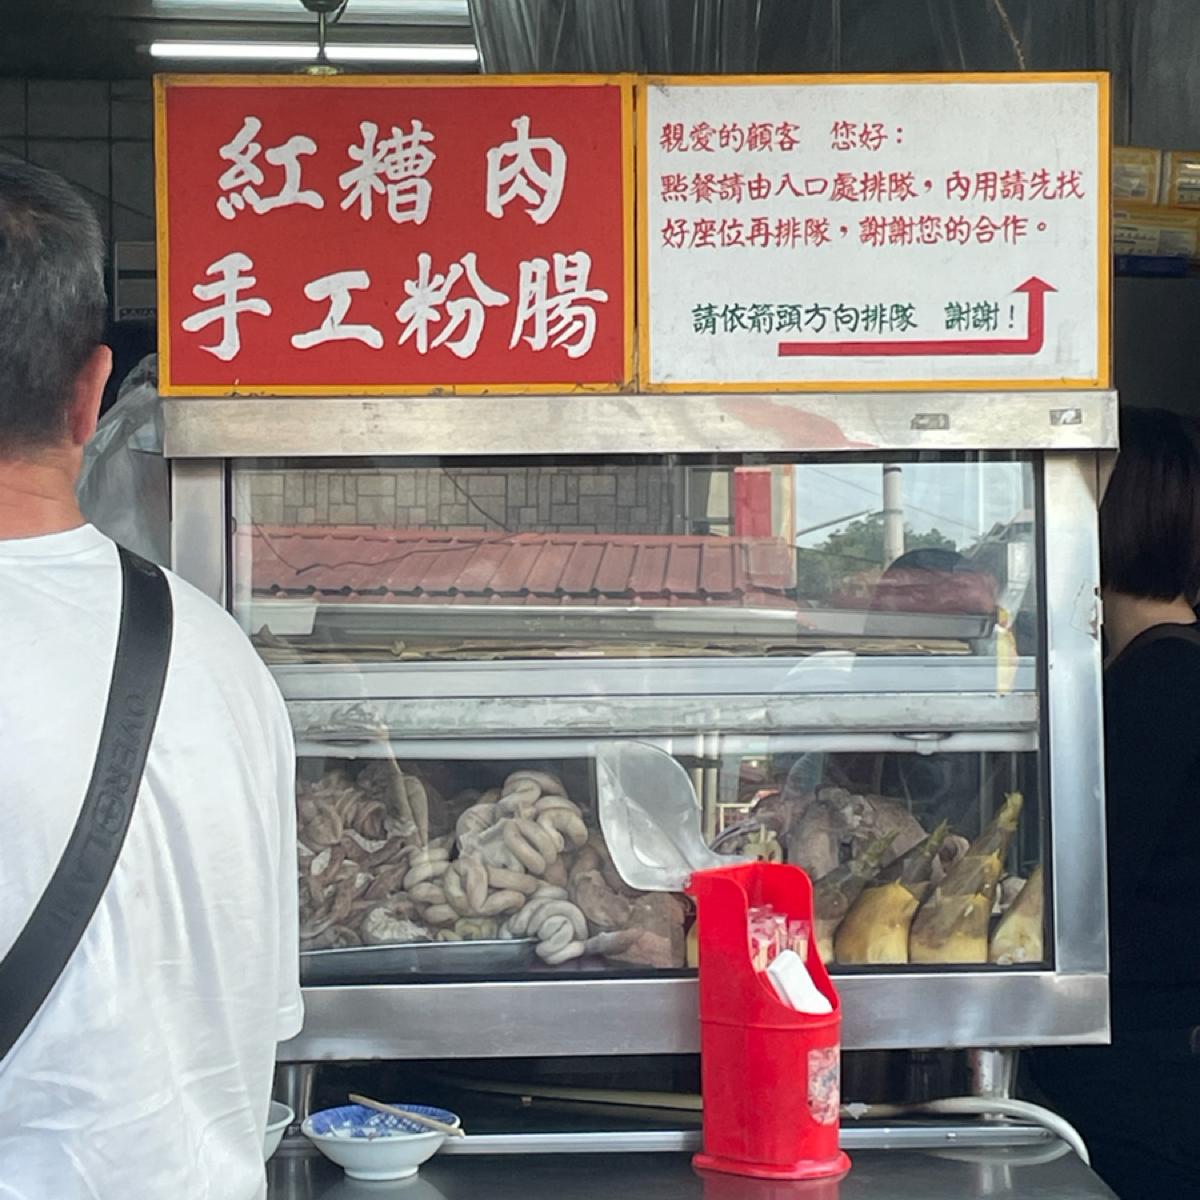 紅糟肉
手工粉腸
親愛的顧客 您好：
點餐請由入口處排隊，內用請先找
好座位再排隊，謝謝您的合作。
請依箭頭方向排隊 謝謝！